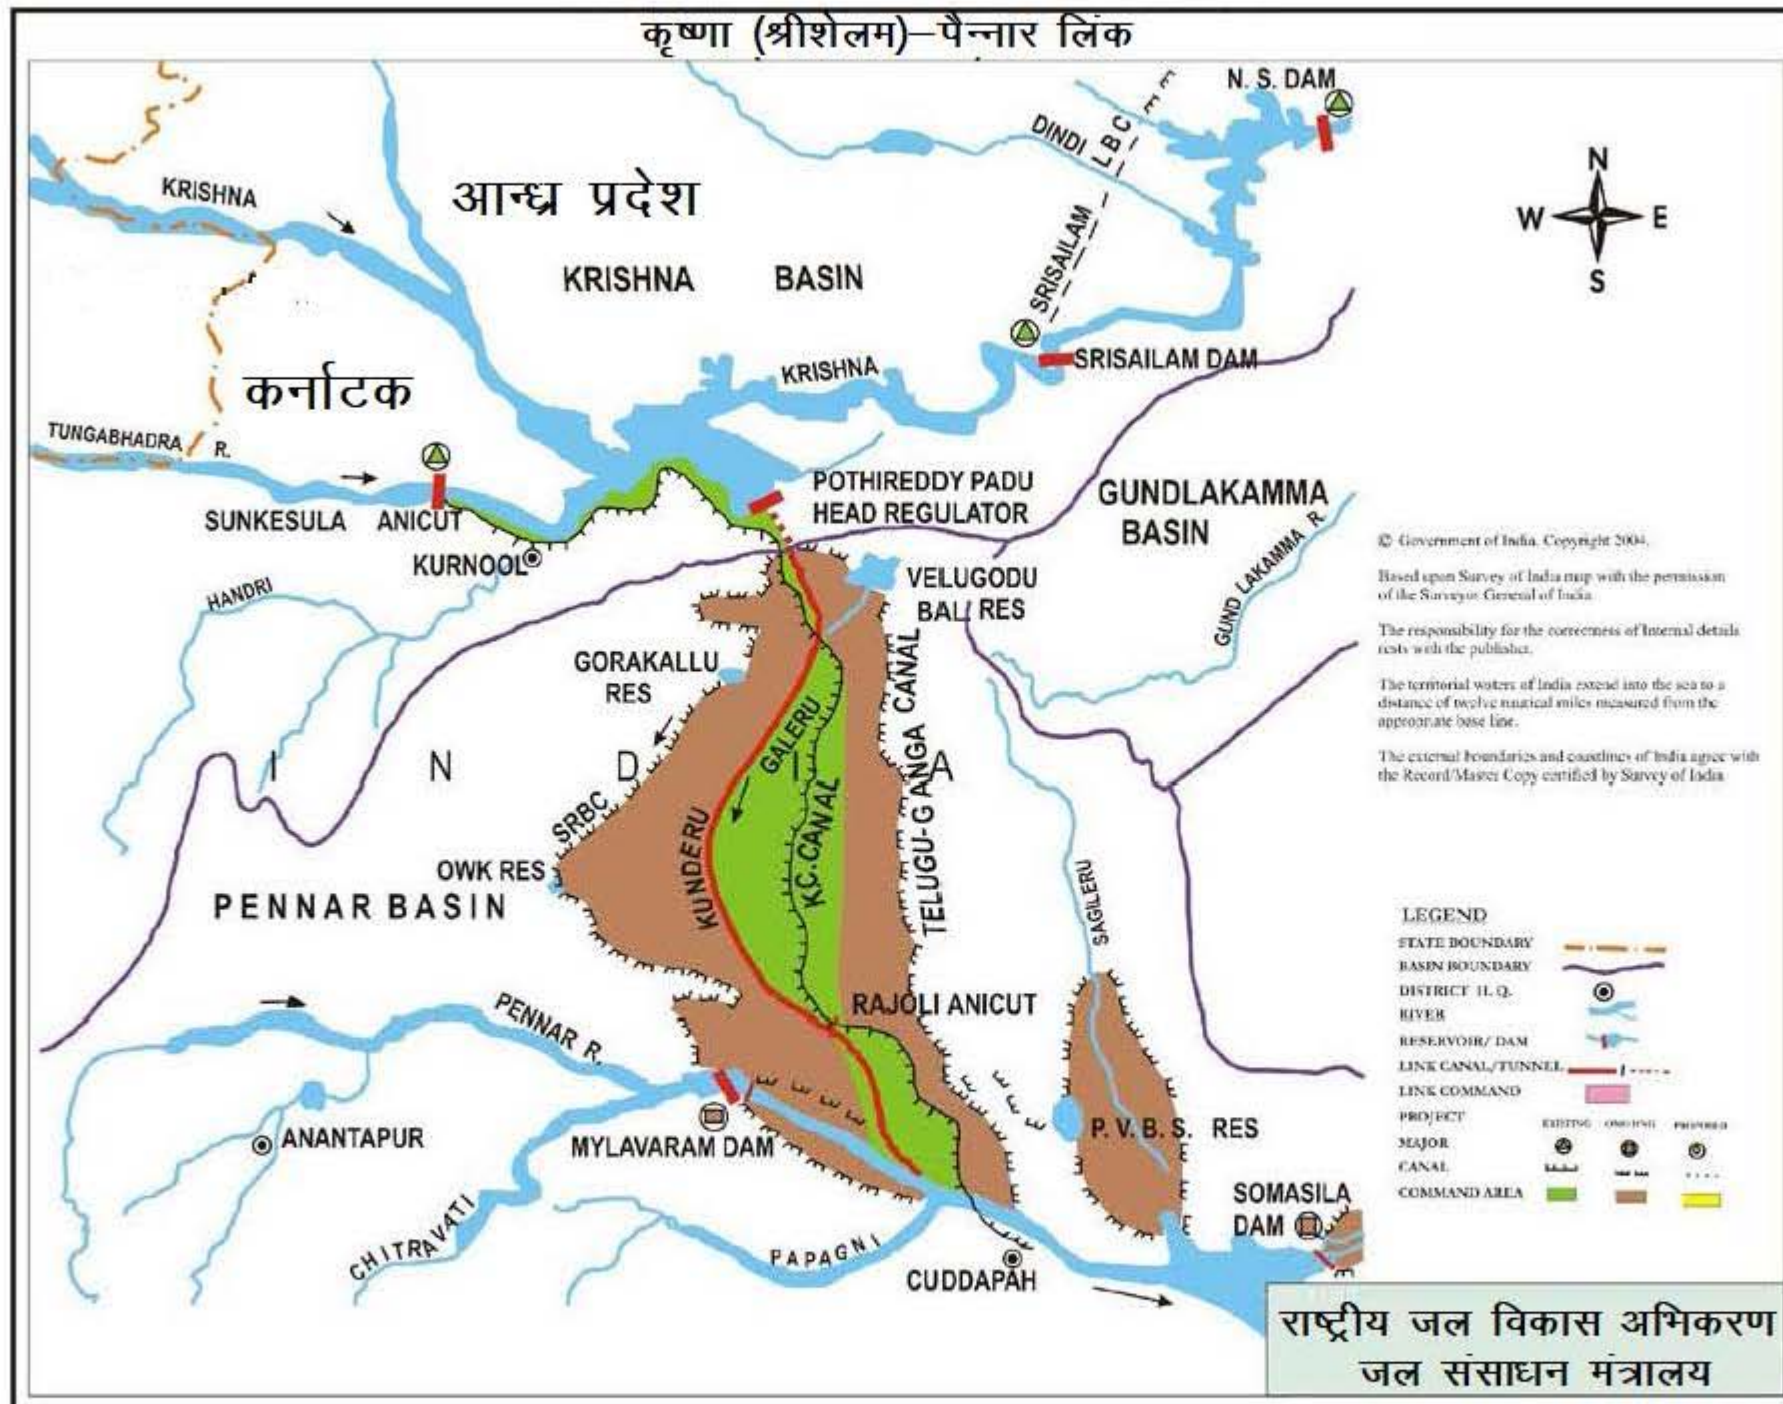 कृष्णा (श्रीशेलम)–पैन्नार लिंक
N. S. DAM
DINDI
L B C
N
W E
S
KRISHNA
आन्ध्र प्रदेश
KRISHNA BASIN
SRISAILAM
SRISAILAM DAM
KRISHNA
कर्नाटक
TUNGABHADRA R.
SUNKESULA ANICUT
KURNOOL
POTHIREDDY PADU
HEAD REGULATOR
GUNDLAKAMMA
BASIN
GUND LAKAMMA R.
HANDRI
VELUGODU
BAL RES
GORAKALLU
RES
I N D I A
GALERU
K.C. CANAL
TELUGU-GANGA CANAL
SRBC
KUNDERU
OWK RES
PENNAR BASIN
SAGILERU
RAJOLI ANICUT
PENNAR R.
ANANTAPUR
MYLAVARAM DAM
P. V. B. S. RES
CHITRAVATI
PAPAGNI
CUDDAPAH
SOMASILA
DAM
© Government of India. Copyright 2004.
Based upon Survey of India map with the permission
of the Surveyor General of India
The responsibility for the correctness of Internal details
rests with the publisher.
The territorial waters of India extend into the sea to a
distance of twelve nautical miles measured from the
appropriate base line.
The external boundaries and coastlines of India agree with
the Record/Master Copy certified by Survey of India
LEGEND
STATE BOUNDARY
BASIN BOUNDARY
DISTRICT H. Q.
RIVER
RESERVOIR/ DAM
LINK CANAL/TUNNEL
LINK COMMAND
PROJECT EXISTING ONGOING PROPOSED
MAJOR
CANAL
COMMAND AREA
राष्ट्रीय जल विकास अभिकरण
जल संसाधन मंत्रालय